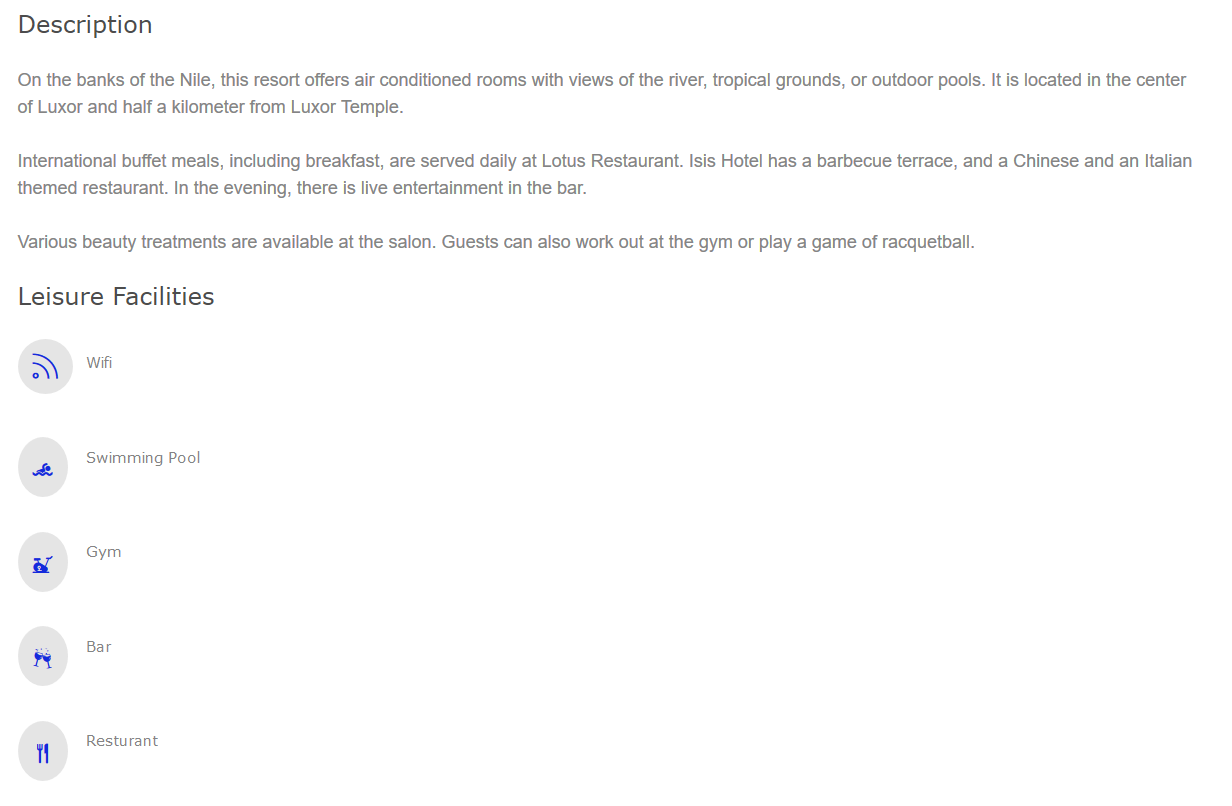 Description
On the banks of the Nile, this resort offers air conditioned rooms with views of the river, tropical grounds, or outdoor pools. It is located in the center
of Luxor and half a kilometer from Luxor Temple.
International buffet meals, including breakfast, are served daily at Lotus Restaurant. Isis Hotel has a barbecue terrace, and a Chinese and an Italian
themed restaurant. In the evening, there is live entertainment in the bar.
Various beauty treatments are available at the salon. Guests can also work out at the gym or play a game of racquetball.
Leisure Facilities
Wifi
Swimming Pool
Gym
Bar
Resturant